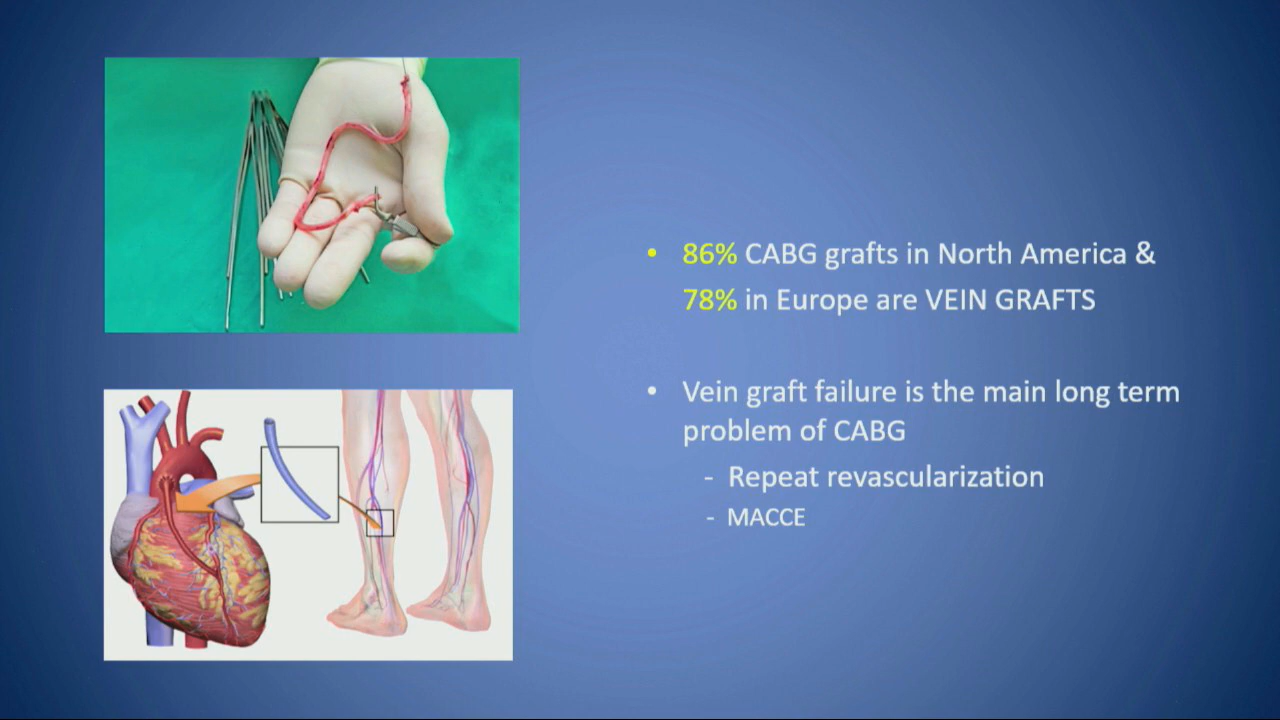 • 86% CABG grafts in North America &
78% in Europe are VEIN GRAFTS
• Vein graft failure is the main long term
problem of CABG
- Repeat revascularization
- MACCE